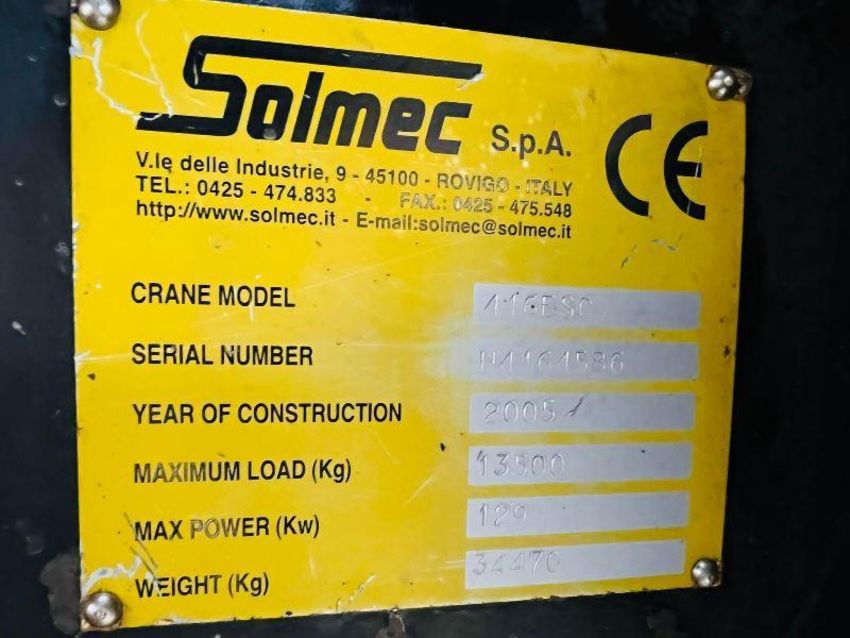 Solmec S.p.A.
CE
V.le delle Industrie, 9 - 45100 - ROVIGO - ITALY
TEL.: 0425 - 474.833 - FAX.: 0425 - 475.548
http://www.solmec.it - E-mail:solmec@solmec.it
CRANE MODEL 416ESC
SERIAL NUMBER
YEAR OF CONSTRUCTION 2005
MAXIMUM LOAD (Kg) 13500
MAX POWER (Kw) 129
WEIGHT (Kg) 34470